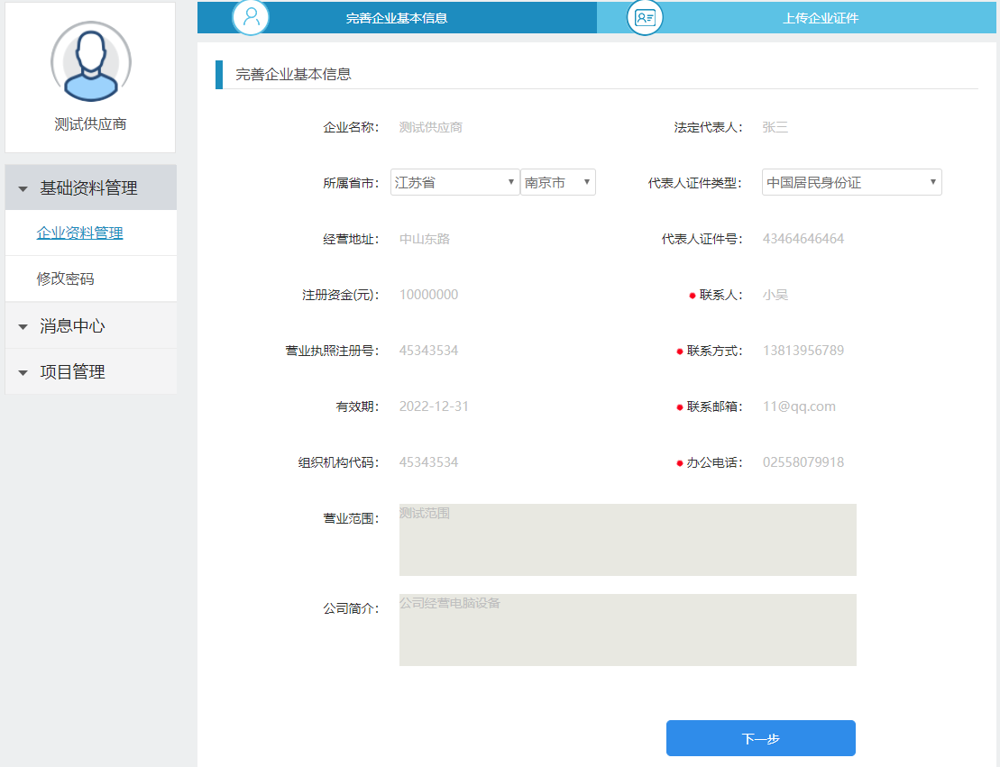 完善企业基本信息
上传企业证件
测试供应商
基础资料管理
企业资料管理
修改密码
消息中心
项目管理
完善企业基本信息
企业名称： 测试供应商 法定代表人： 张三
所属省市： 江苏省 南京市 代表人证件类型： 中国居民身份证
经营地址： 中山东路 代表人证件号： 43464646464
注册资金(元)： 10000000 联系人： 小吴
营业执照注册号： 45343534 联系方式： 13813956789
有效期： 2022-12-31 联系邮箱： 11@qq.com
组织机构代码： 45343534 办公电话： 02558079918
营业范围： 测试范围
公司简介： 公司经营电脑设备
下一步